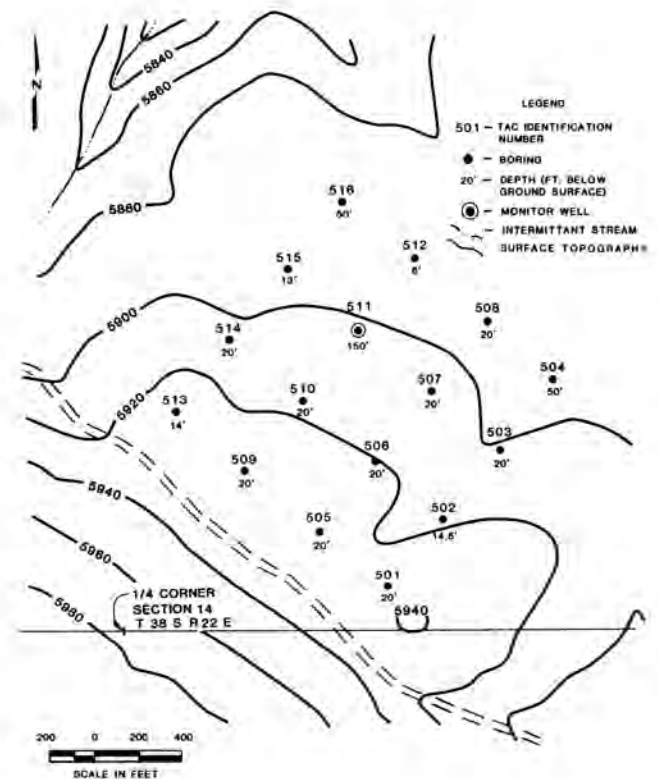 5840
5860
5880
N
LEGEND
501 - TAC IDENTIFICATION
NUMBER
- BORING
20' - DEPTH (FT. BELOW
GROUND SURFACE)
- MONITOR WELL
- INTERMITTANT STREAM
SURFACE TOPOGRAPHY
516
50'
515
13'
512
6'
5900
511
150'
514
20'
508
20'
504
50'
5920
513
14'
510
20'
507
20'
503
20'
506
20'
509
20'
5940
505
20'
502
14.5'
5960
501
20'
5940
5980
1/4 CORNER
SECTION 14
T 38 S R 22 E
200 0 200 400
SCALE IN FEET